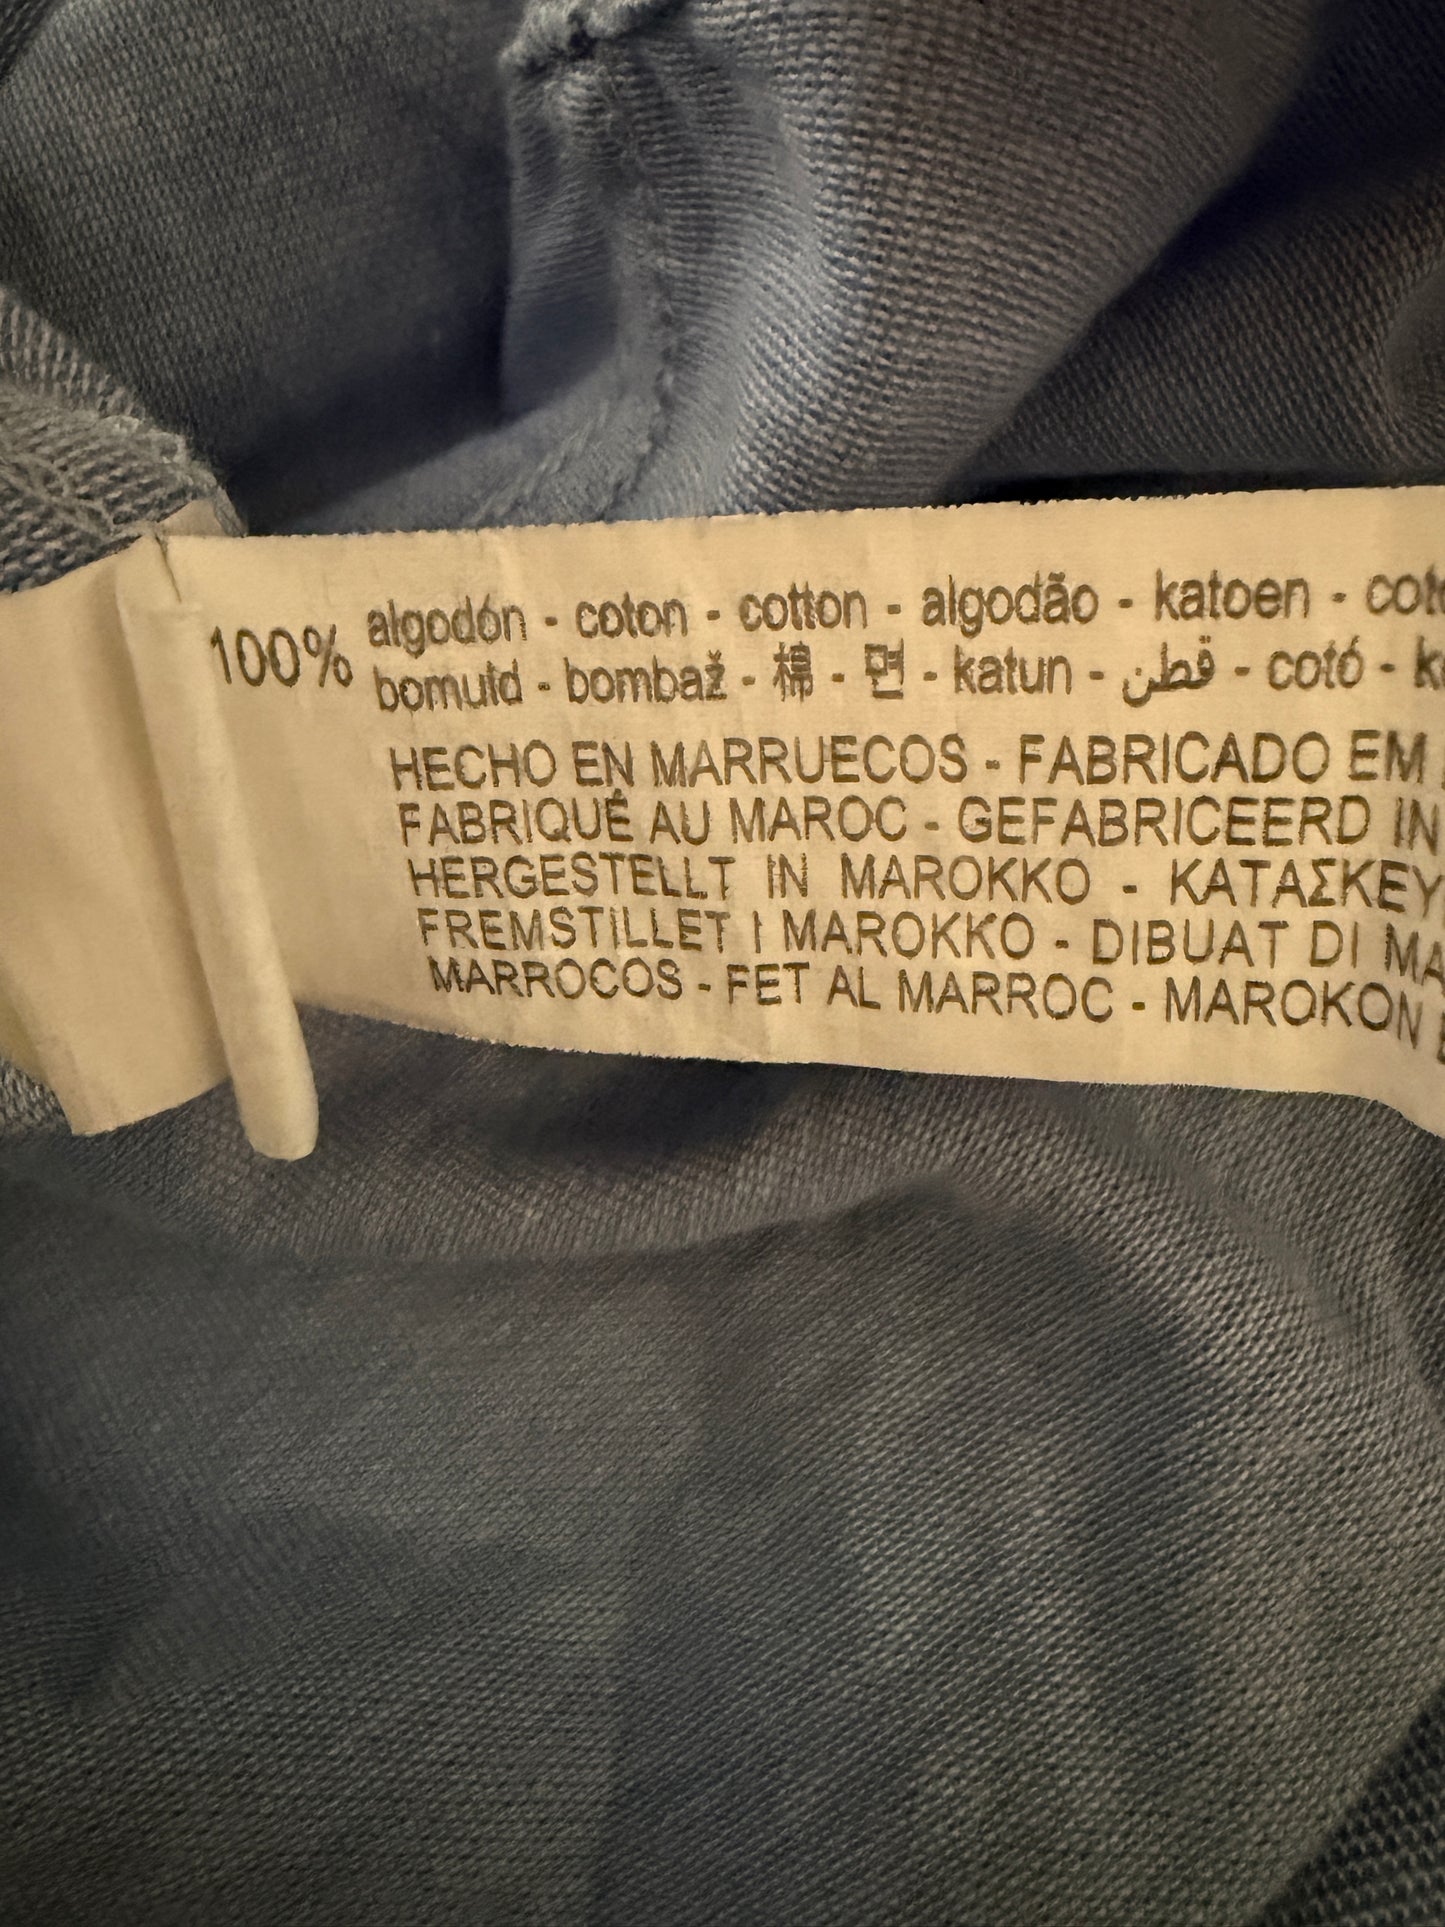 100% algodón - coton - cotton - algodão - katoen -
bomuld - bombaž - 棉 - 면 - katun - قطن - cotó -
HECHO EN MARRUECOS - FABRICADO EM
FABRIQUÉ AU MAROC - GEFABRICEERD IN
HERGESTELLT IN MAROKKO -
FREMSTILLET I MAROKKO - DIBUAT DI
MARROCOS - FET AL MARROC - MAROKON